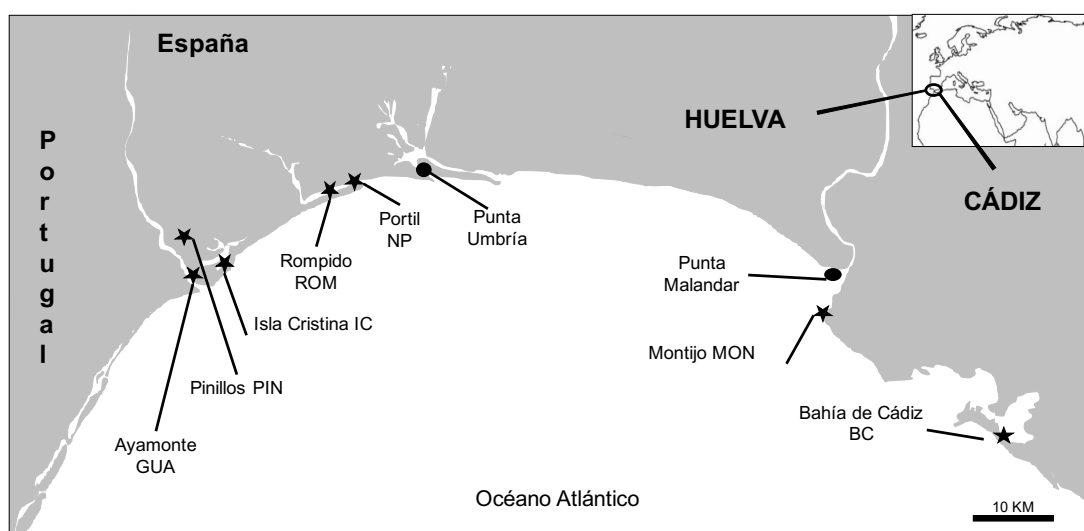 España
HUELVA
CÁDIZ
Portugal
Portil
NP
Punta
Umbría
Rompido
ROM
Punta
Malandar
Isla Cristina IC
Montijo MON
Pinillos PIN
Bahía de Cádiz
BC
Ayamonte
GUA
Océano Atlántico
10 KM